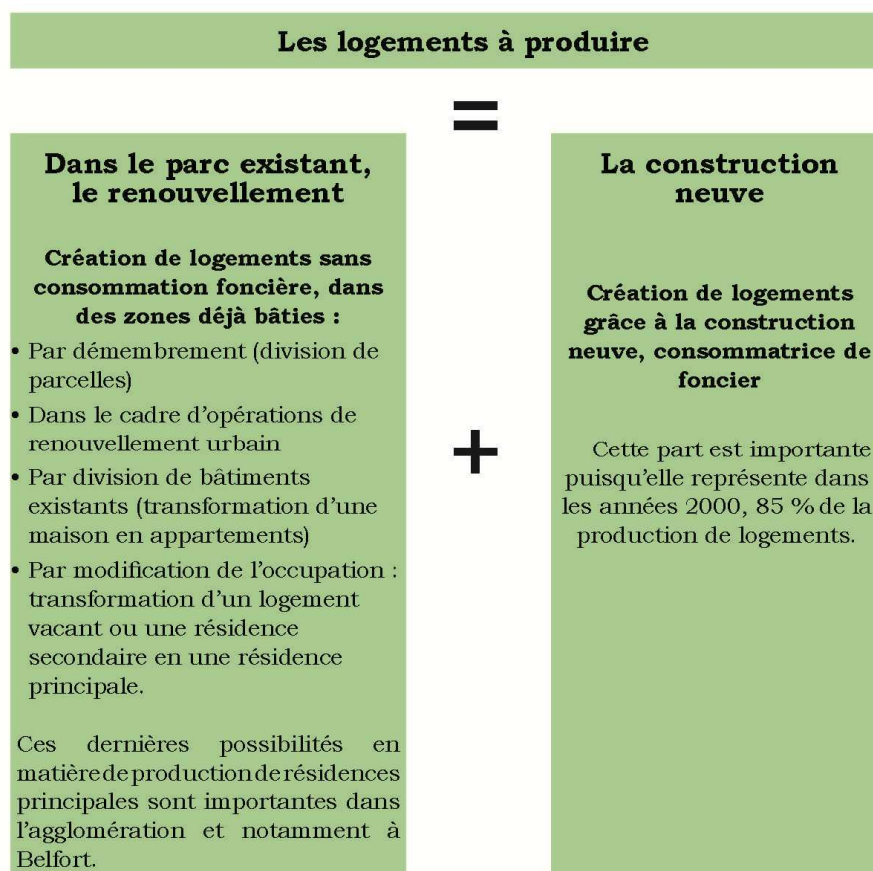 Les logements à produire
=
Dans le parc existant,
le renouvellement
Création de logements sans
consommation foncière, dans
des zones déjà bâties :
• Par démembrement (division de
parcelles)
• Dans le cadre d'opérations de
renouvellement urbain
• Par division de bâtiments
existants (transformation d'une
maison en appartements)
• Par modification de l'occupation :
transformation d'un logement
vacant ou une résidence
secondaire en une résidence
principale.
Ces dernières possibilités en
matière de production de résidences
principales sont importantes dans
l'agglomération et notamment à
Belfort.
+
La construction
neuve
Création de logements
grâce à la construction
neuve, consommatrice de
foncier
Cette part est importante
puisqu'elle représente dans
les années 2000, 85 % de la
production de logements.